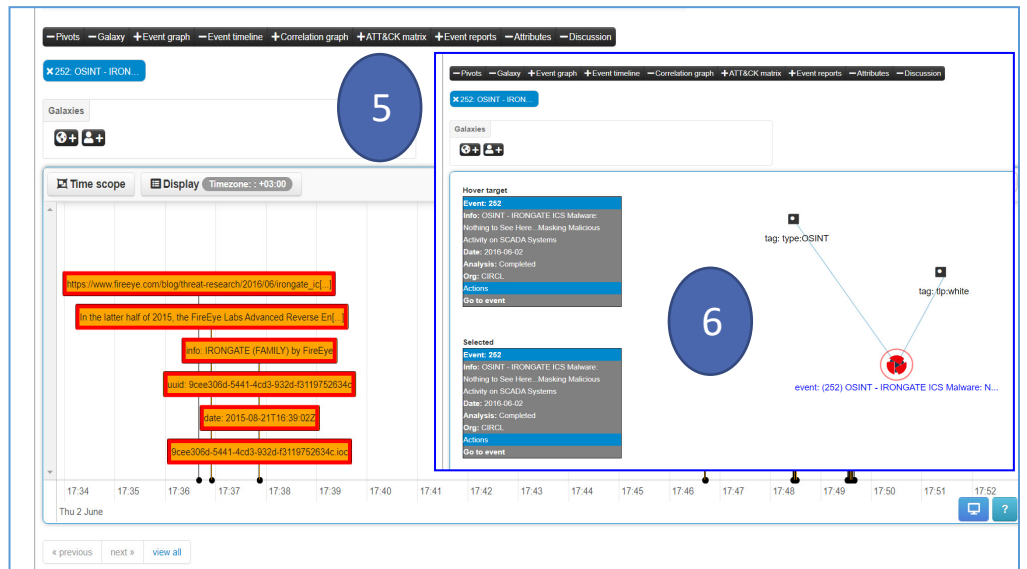 Pivots Galaxy Event graph Event timeline Correlation graph ATT&CK matrix Event reports Attributes Discussion
252. OSINT - IRON...
Galaxies
5
Time scope Display Timezone: : +03:00
https://www.fireeye.com/blog/threat-research/2016/06/irongate_ic[...]
In the latter half of 2015, the FireEye Labs Advanced Reverse En[...]
info: IRONGATE (FAMILY) by FireEye
uuid: 9cee306d-5441-4cd3-932d-f3119752634c
date: 2015-08-21T16:39:02Z
9cee306d-5441-4cd3-932d-f3119752634c.ioc
Pivots Galaxy Event graph Event timeline Correlation graph ATT&CK matrix Event reports Attributes Discussion
252: OSINT - IRON...
Galaxies
Hover target
Event: 252
Info: OSINT - IRONGATE ICS Malware:
Nothing to See Here...Masking Malicious
Activity on SCADA Systems
Date: 2016-06-02
Analysis: Completed
Org: CIRCL
Actions
Go to event
Selected
Event: 252
Info: OSINT - IRONGATE ICS Malware:
Nothing to See Here...Masking Malicious
Activity on SCADA Systems
Date: 2016-06-02
Analysis: Completed
Org: CIRCL
Actions
Go to event
6
tag: type:OSINT
tag: tlp:white
event: (252) OSINT - IRONGATE ICS Malware: N...
17:34 17:35 17:36 17:37 17:38 17:39 17:40 17:41 17:42 17:43 17:44 17:45 17:46 17:47 17:48 17:49 17:50 17:51 17:52
Thu 2 June
?
« previous next » view all